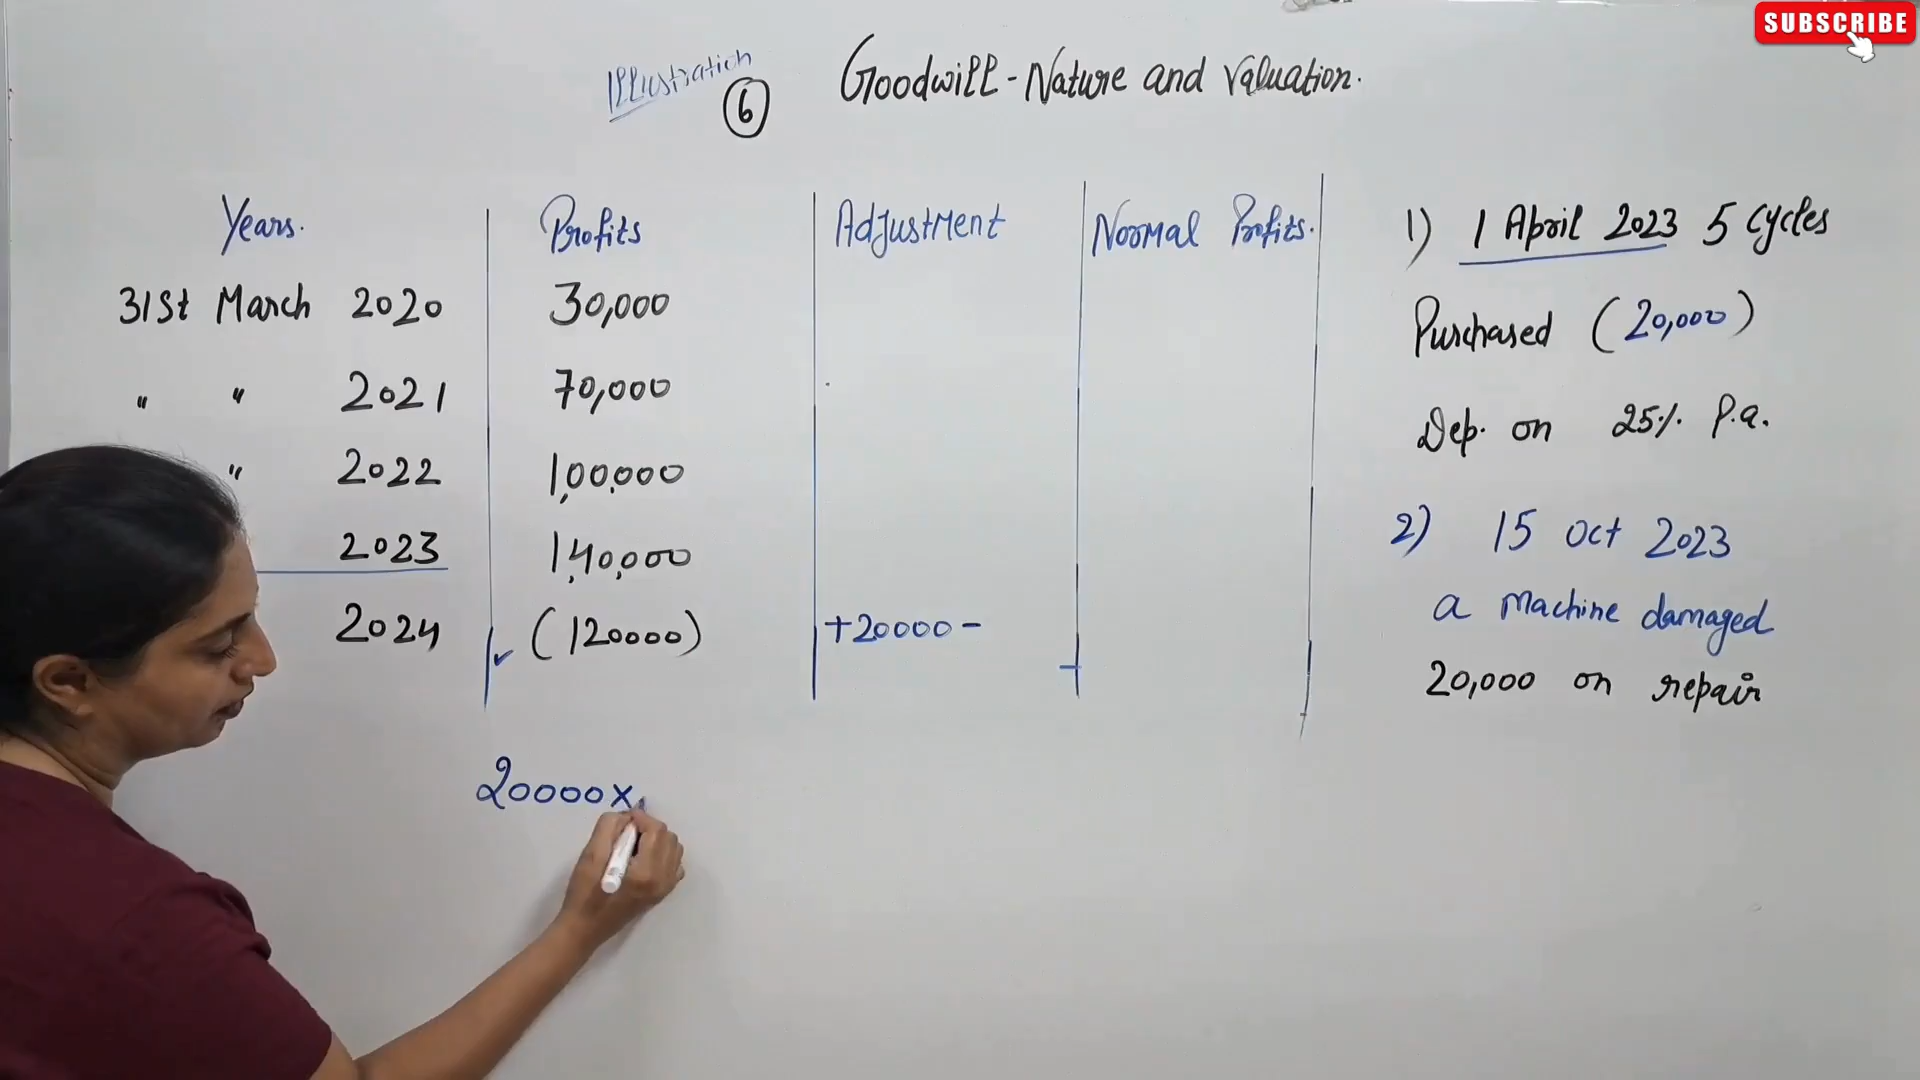 SUBSCRIBE
Illustration
6
Goodwill - Nature and Valuation.
Years. Profits Adjustment Normal Profits.
31st March 2020 30,000
" " 2021 70,000
" 2022 1,00,000
2023 1,40,000
2024 (120000) +20000 -
20000 x
1) 1 April 2023 5 Cycles
Purchased (20,000)
Dep. on 25% P.a.
2) 15 Oct 2023
a Machine damaged
20,000 on repair